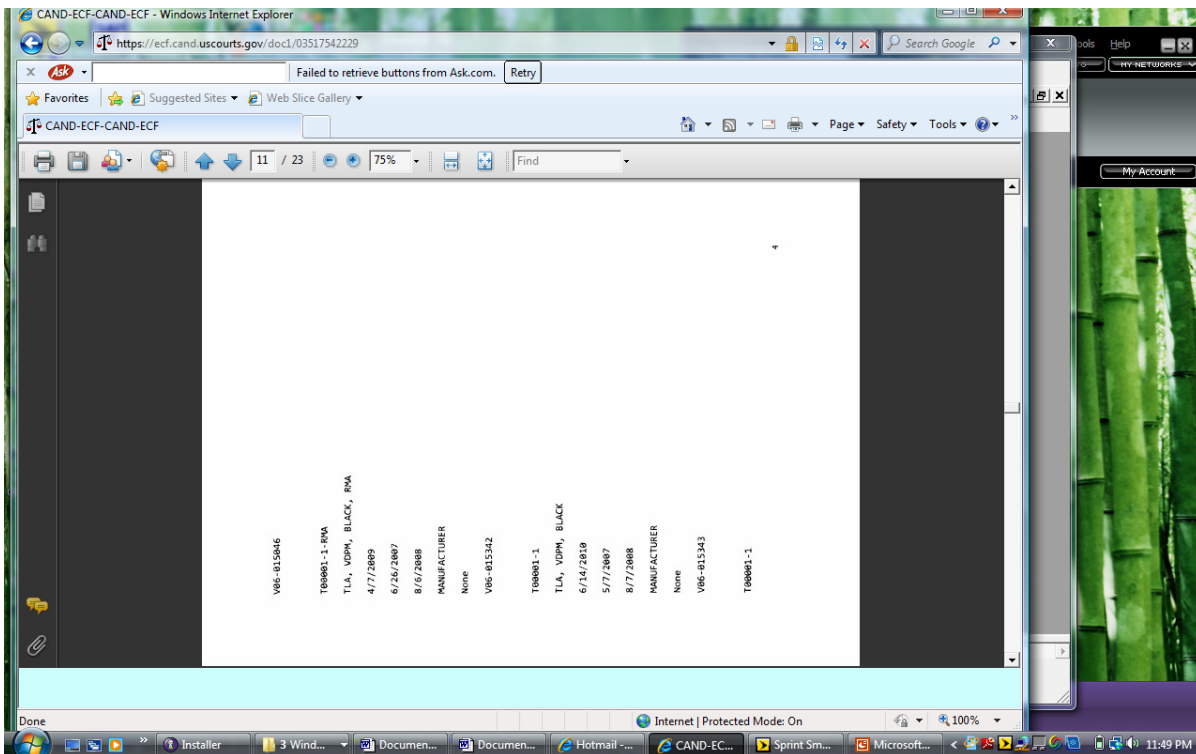 CAND-ECF-CAND-ECF - Windows Internet Explorer
https://ecf.cand.uscourts.gov/doc1/03517542229
Search Google
Ask
Failed to retrieve buttons from Ask.com. Retry
Favorites Suggested Sites Web Slice Gallery
CAND-ECF-CAND-ECF
Page Safety Tools
11 / 23 75% Find
4
V06-015046
T00001-1-RMA
TLA, VDPM, BLACK, RMA
4/7/2009
6/26/2007
8/6/2008
MANUFACTURER
None
V06-015342
T00001-1
TLA, VDPM, BLACK
6/14/2010
5/7/2007
8/7/2008
MANUFACTURER
None
V06-015343
T00001-1
ools Help
MY NETWORKS
My Account
Done
Internet | Protected Mode: On 100%
Installer 3 Wind... Documen... Documen... Hotmail -... CAND-EC... Sprint Sm... Microsoft... 11:49 PM